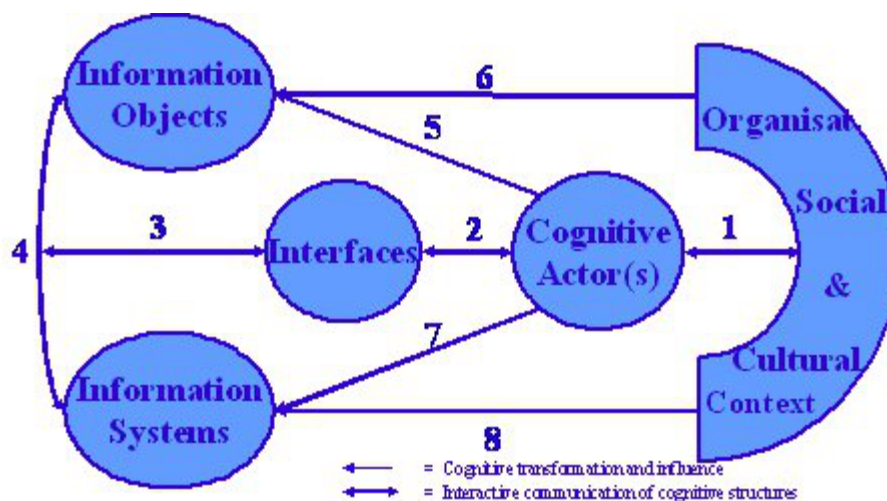 Information
Objects
6
5
Organisat
Social
&
Cultural
Context
4
3
Interfaces
2
Cognitive
Actor(s)
1
7
Information
Systems
8
= Cognitive transformation and influence
= Interactive communication of cognitive structures